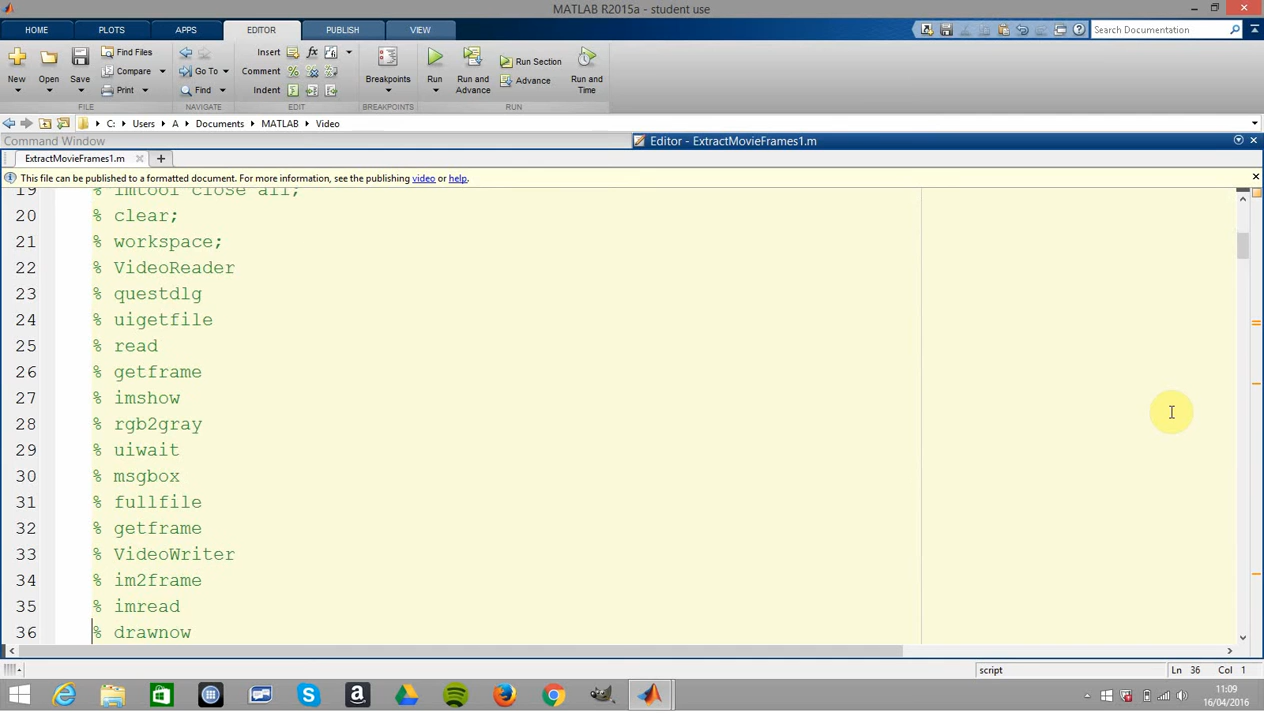 MATLAB R2015a - student use
HOME PLOTS APPS EDITOR PUBLISH VIEW
Search Documentation
New Open Save
Find Files
Compare
Print
Go To
Find
Insert
Comment
Indent
Breakpoints
Run
Run and Advance
Run Section
Advance
Run and Time
FILE NAVIGATE EDIT BREAKPOINTS RUN
C: Users A Documents MATLAB Video
Command Window
Editor - ExtractMovieFrames1.m
ExtractMovieFrames1.m
This file can be published to a formatted document. For more information, see the publishing video or help.
19 % imtool close all;
20 % clear;
21 % workspace;
22 % VideoReader
23 % questdlg
24 % uigetfile
25 % read
26 % getframe
27 % imshow
28 % rgb2gray
29 % uiwait
30 % msgbox
31 % fullfile
32 % getframe
33 % VideoWriter
34 % im2frame
35 % imread
36 % drawnow
script Ln 36 Col 1
11:09
16/04/2016